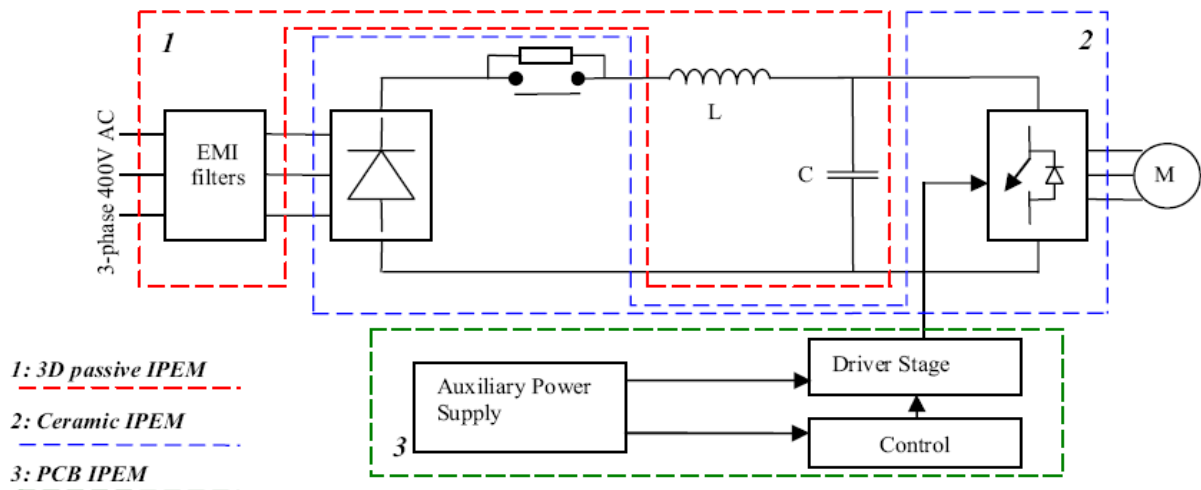 1
2
3-phase 400V AC
EMI
filters
L
C
M
1: 3D passive IPEM
2: Ceramic IPEM
3: PCB IPEM
Auxiliary Power
Supply
3
Driver Stage
Control